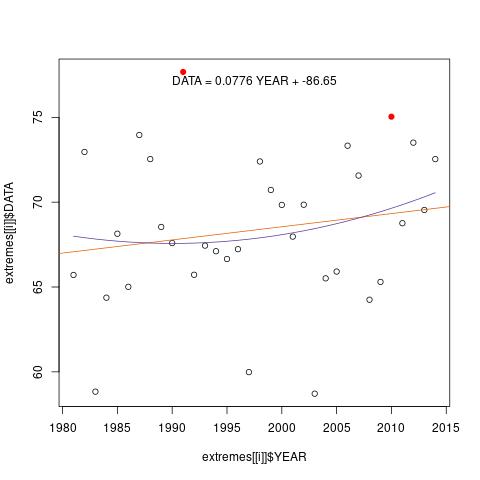 DATA = 0.0776 YEAR + -86.65
75
70
65
60
extremes[[i]]$DATA
1980 1985 1990 1995 2000 2005 2010 2015
extremes[[i]]$YEAR